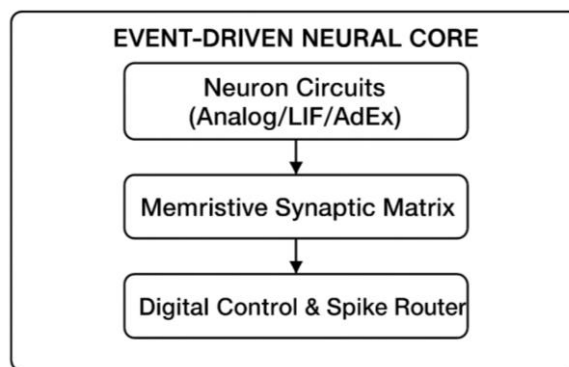 EVENT-DRIVEN NEURAL CORE
Neuron Circuits
(Analog/LIF/AdEx)
Memristive Synaptic Matrix
Digital Control & Spike Router